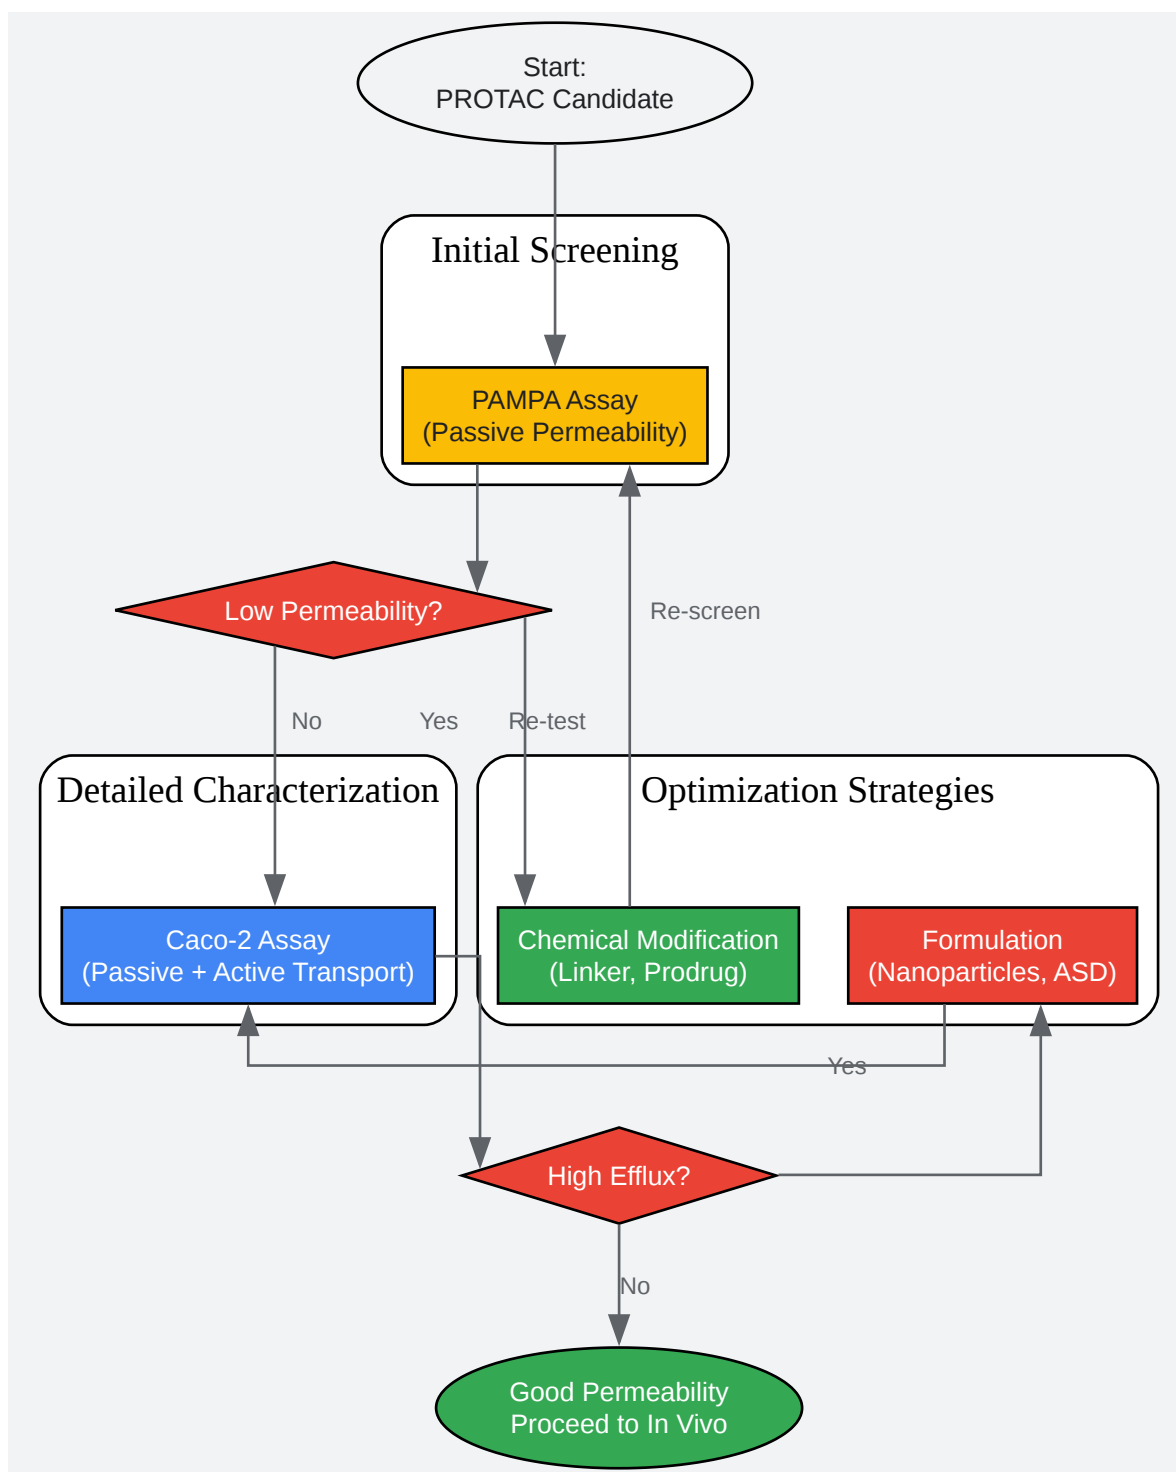 Start:
PROTAC Candidate
Initial Screening
PAMPA Assay
(Passive Permeability)
Low Permeability?
Re-screen
No
Yes
Re-test
Detailed Characterization
Optimization Strategies
Caco-2 Assay
(Passive + Active Transport)
Chemical Modification
(Linker, Prodrug)
Formulation
(Nanoparticles, ASD)
Yes
High Efflux?
No
Good Permeability
Proceed to In Vivo